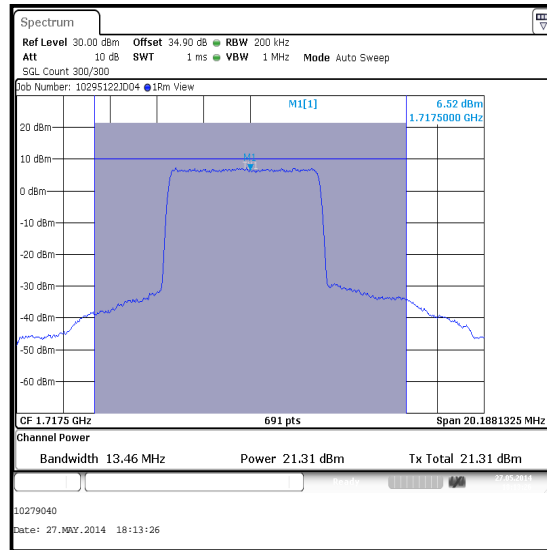 Spectrum
Ref Level 30.00 dBm Offset 34.90 dB RBW 200 kHz
Att 10 dB SWT 1 ms VBW 1 MHz Mode Auto Sweep
SGL Count 300/300
Job Number: 10295122JD04 1Rm View
M1[1] 6.52 dBm
1.7175000 GHz
20 dBm
M1
10 dBm
0 dBm
-10 dBm
-20 dBm
-30 dBm
-40 dBm
-50 dBm
-60 dBm
CF 1.7175 GHz 691 pts Span 20.1881325 MHz
Channel Power
Bandwidth 13.46 MHz Power 21.31 dBm Tx Total 21.31 dBm
Ready 27.05.2014
10279040
Date: 27.MAY.2014 18:13:26